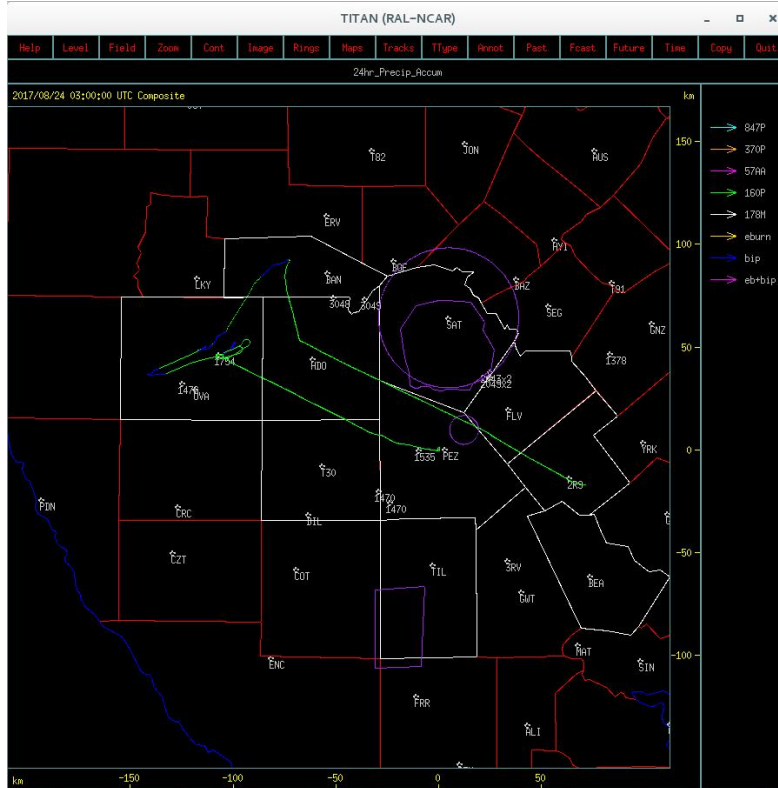 TITAN (RAL-NCAR)
Help Level Field Zoom Cont Image Rings Maps Tracks TType Annot Past Fcast Future Time Copy Quit
24hr_Precip_Accum
2017/08/24 03:00:00 UTC Composite
km
847P
370P
57AA
160P
178M
eburn
bip
eb+bip
150
JON
T82
AUS
ERV
100
HYI
BOE
LKY
BAN
BAZ
T91
3048
SEG
SAT
GNZ
50
1378
1794
HDO
1476
UVA
FLV
YRK
0
1535
PEZ
T30
2R9
1470
PDN
CRC
1470
DIL
CZT
-50
COT
TIL
SRV
BEA
GWT
MAT
-100
ENC
SIN
FRR
ALI
km
-150
-100
-50
0
50